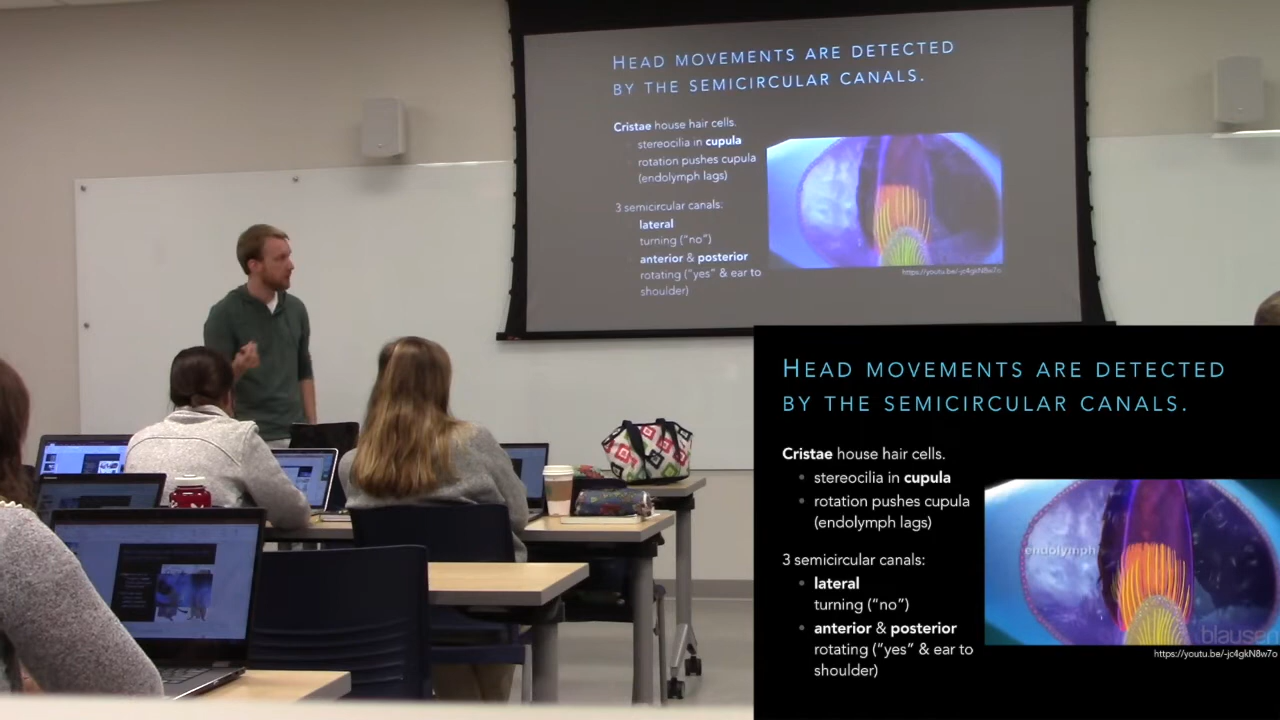 HEAD MOVEMENTS ARE DETECTED
BY THE SEMICIRCULAR CANALS.
Cristae house hair cells.
stereocilia in cupula
rotation pushes cupula
(endolymph lags)
3 semicircular canals:
lateral
turning ("no")
anterior & posterior
rotating ("yes" & ear to
shoulder)
https://youtu.be/-jc4gkN8w7o
HEAD MOVEMENTS ARE DETECTED
BY THE SEMICIRCULAR CANALS.
Cristae house hair cells.
• stereocilia in cupula
• rotation pushes cupula
(endolymph lags)
3 semicircular canals:
• lateral
turning ("no")
• anterior & posterior
rotating ("yes" & ear to
shoulder)
endolymph
blausen
https://youtu.be/-jc4gkN8w7o